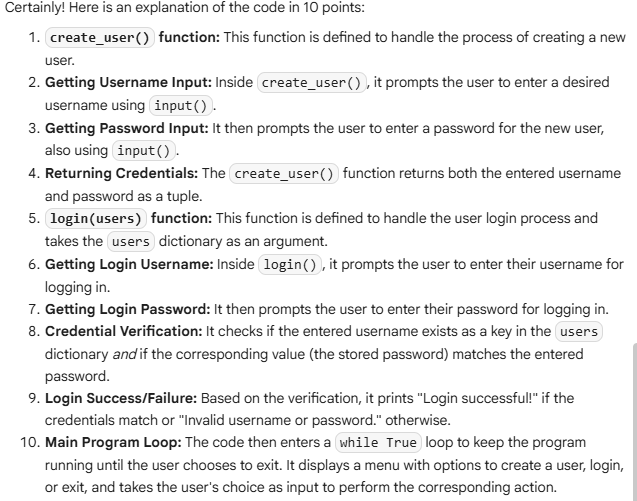 Certainly! Here is an explanation of the code in 10 points:
1. create_user() function: This function is defined to handle the process of creating a new
user.
2. Getting Username Input: Inside create_user(), it prompts the user to enter a desired
username using input().
3. Getting Password Input: It then prompts the user to enter a password for the new user,
also using input().
4. Returning Credentials: The create_user() function returns both the entered username
and password as a tuple.
5. login(users) function: This function is defined to handle the user login process and
takes the users dictionary as an argument.
6. Getting Login Username: Inside login(), it prompts the user to enter their username for
logging in.
7. Getting Login Password: It then prompts the user to enter their password for logging in.
8. Credential Verification: It checks if the entered username exists as a key in the users
dictionary and if the corresponding value (the stored password) matches the entered
password.
9. Login Success/Failure: Based on the verification, it prints "Login successful!" if the
credentials match or "Invalid username or password." otherwise.
10. Main Program Loop: The code then enters a while True loop to keep the program
running until the user chooses to exit. It displays a menu with options to create a user, login,
or exit, and takes the user's choice as input to perform the corresponding action.